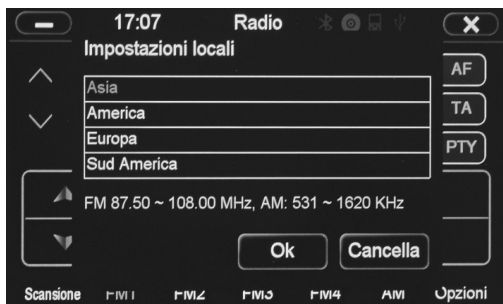 17:07 Radio
Impostazioni locali
AF
Asia
America
TA
Europa
PTY
Sud America
FM 87.50 ~ 108.00 MHz, AM: 531 ~ 1620 KHz
Ok Cancella
Scansione FM1 FM2 FM3 FM4 AM Opzioni